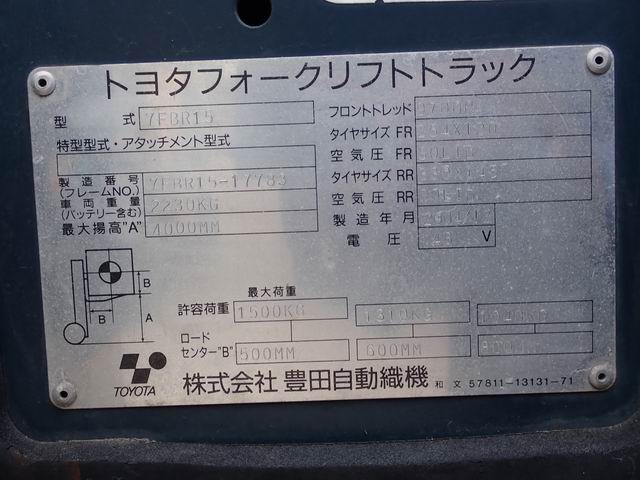 トヨタフォークリフトトラック
型 式 7FBR15
特型型式・アタッチメント型式
製造番号 (フレームNO.) 7FBR15-17783
車両重量 (バッテリー含む) 2230KG
最大揚高"A" 4000MM
フロントトレッド
タイヤサイズ FR
空気圧 FR SOLID
タイヤサイズ RR
空気圧 RR
製造年月
電圧 48 V
B
B
A
最大荷重
許容荷重 1500KG 1310KG
ロードセンター"B" 500MM 600MM
TOYOTA 株式会社 豊田自動織機 和文 57811-13131-71